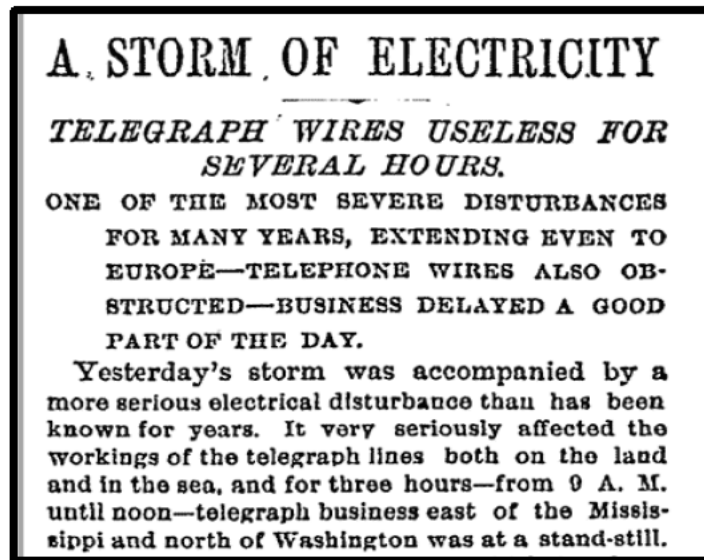 A STORM OF ELECTRICITY
TELEGRAPH WIRES USELESS FOR
SEVERAL HOURS.
ONE OF THE MOST SEVERE DISTURBANCES
FOR MANY YEARS, EXTENDING EVEN TO
EUROPE—TELEPHONE WIRES ALSO OB-
STRUCTED—BUSINESS DELAYED A GOOD
PART OF THE DAY.
Yesterday's storm was accompanied by a
more serious electrical disturbance than has been
known for years. It very seriously affected the
workings of the telegraph lines both on the land
and in the sea, and for three hours—from 9 A. M.
until noon—telegraph business east of the Missis-
sippi and north of Washington was at a stand-still.